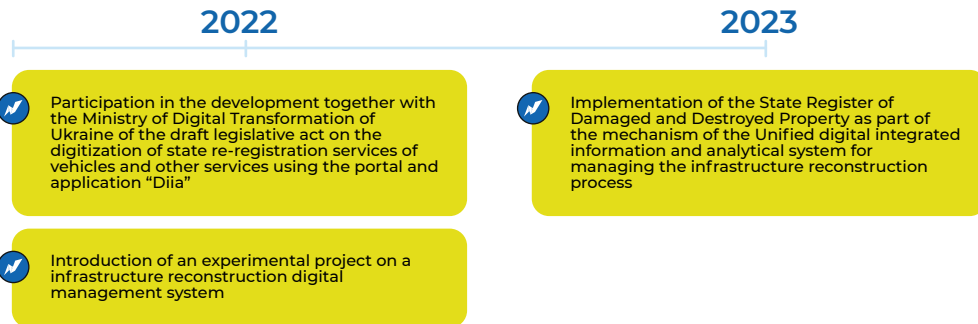 2022
2023
Participation in the development together with
the Ministry of Digital Transformation of
Ukraine of the draft legislative act on the
digitization of state re-registration services of
vehicles and other services using the portal and
application “Diia”
Implementation of the State Register of
Damaged and Destroyed Property as part of
the mechanism of the Unified digital integrated
information and analytical system for
managing the infrastructure reconstruction
process
Introduction of an experimental project on a
infrastructure reconstruction digital
management system